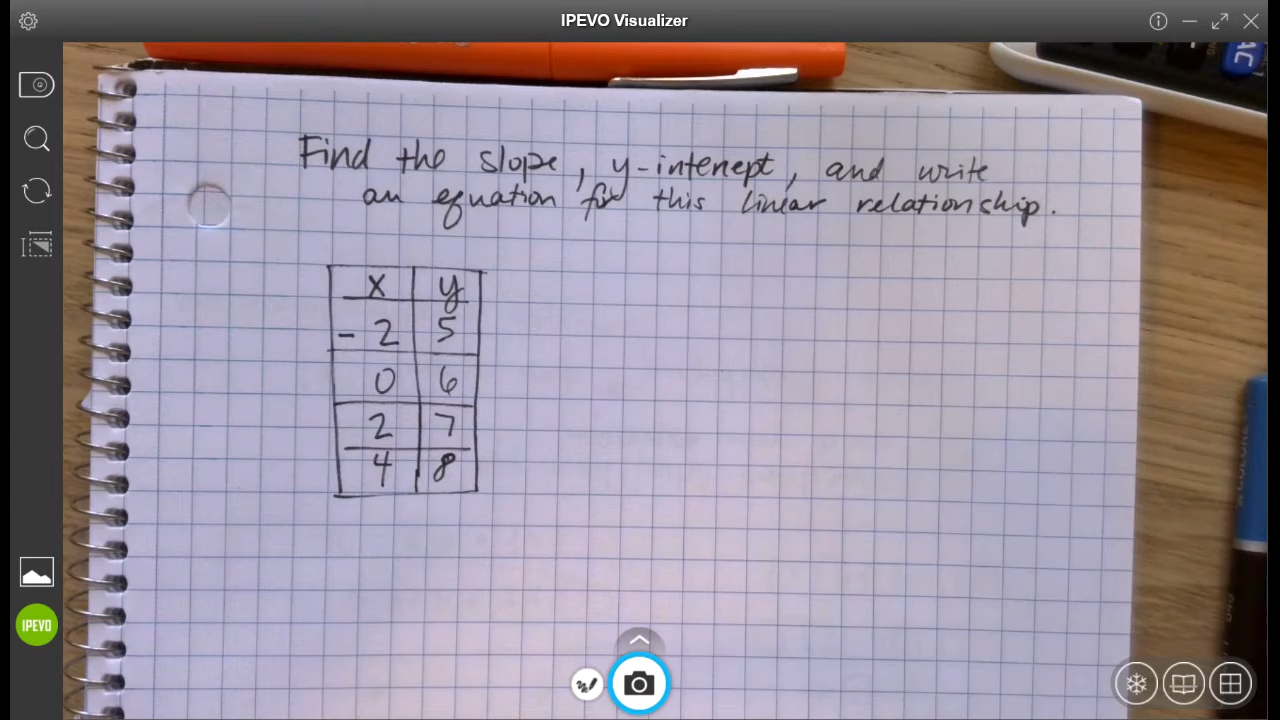 IPEVO Visualizer
AC
Find the slope, y-intercept, and write
an equation for this linear relationship.
x y
-2 5
0 6
2 7
4 8
IPEVO